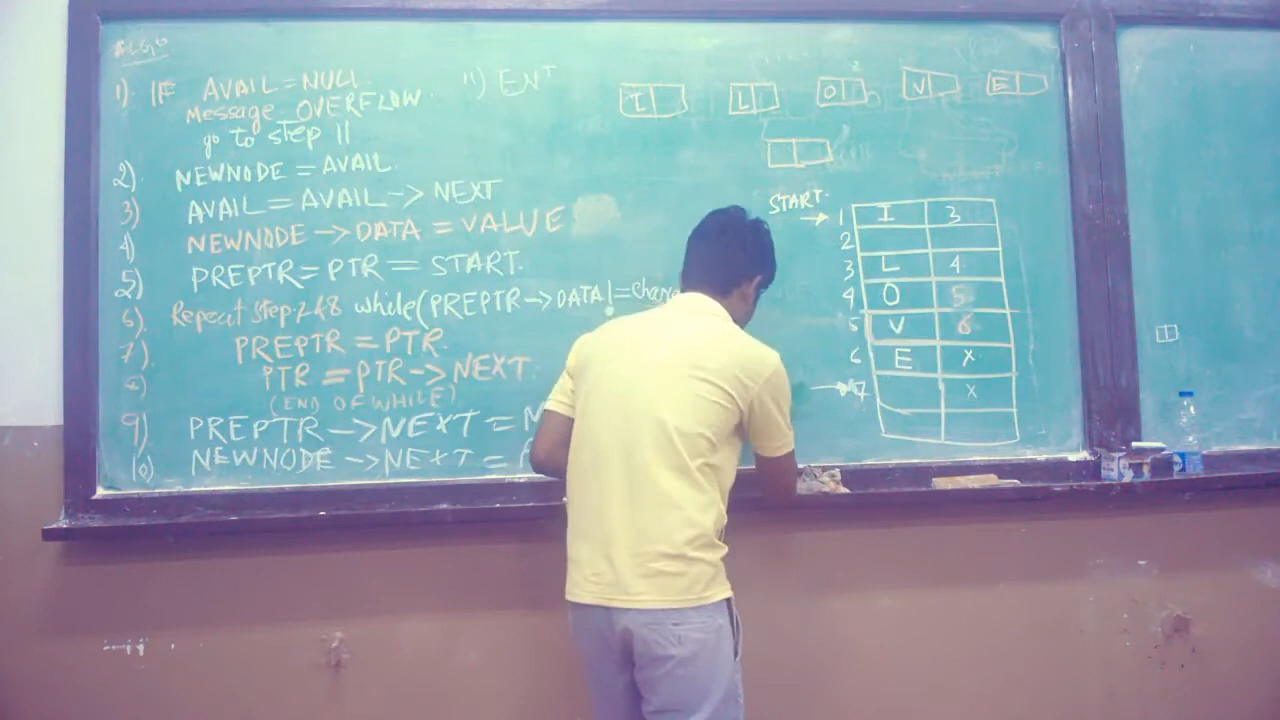 ALGO
1) IF AVAIL = NULL
Message OVERFLOW
go to step 11
2) NEWNODE = AVAIL
3) AVAIL = AVAIL -> NEXT
4) NEWNODE -> DATA = VALUE
5) PREPTR = PTR = START.
6) Repeat Step 7 & 8 while (PREPTR -> DATA !=
7) PREPTR = PTR.
8) PTR = PTR -> NEXT
(END OF WHILE)
9) PREPTR -> NEXT =
10) NEWNODE -> NEXT =
11) EXIT
I L O V E
START.
1 I 3
2
3 L 4
4 O 5
5 V 6
6 E X
7 X